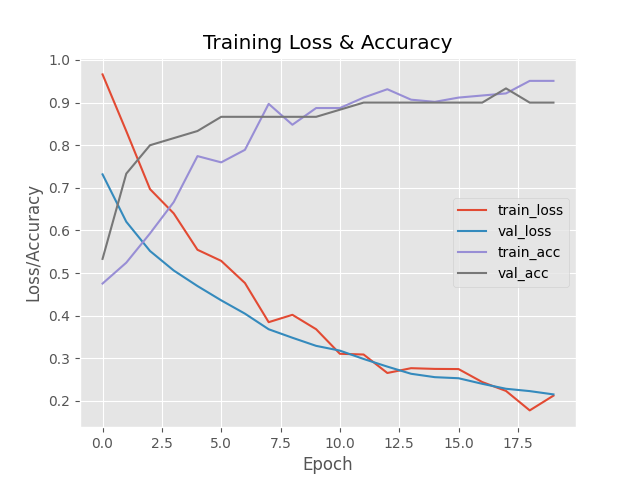 Training Loss & Accuracy
1.0
0.9
0.8
0.7
0.6
0.5
0.4
0.3
0.2
Loss/Accuracy
train_loss
val_loss
train_acc
val_acc
0.0 2.5 5.0 7.5 10.0 12.5 15.0 17.5
Epoch